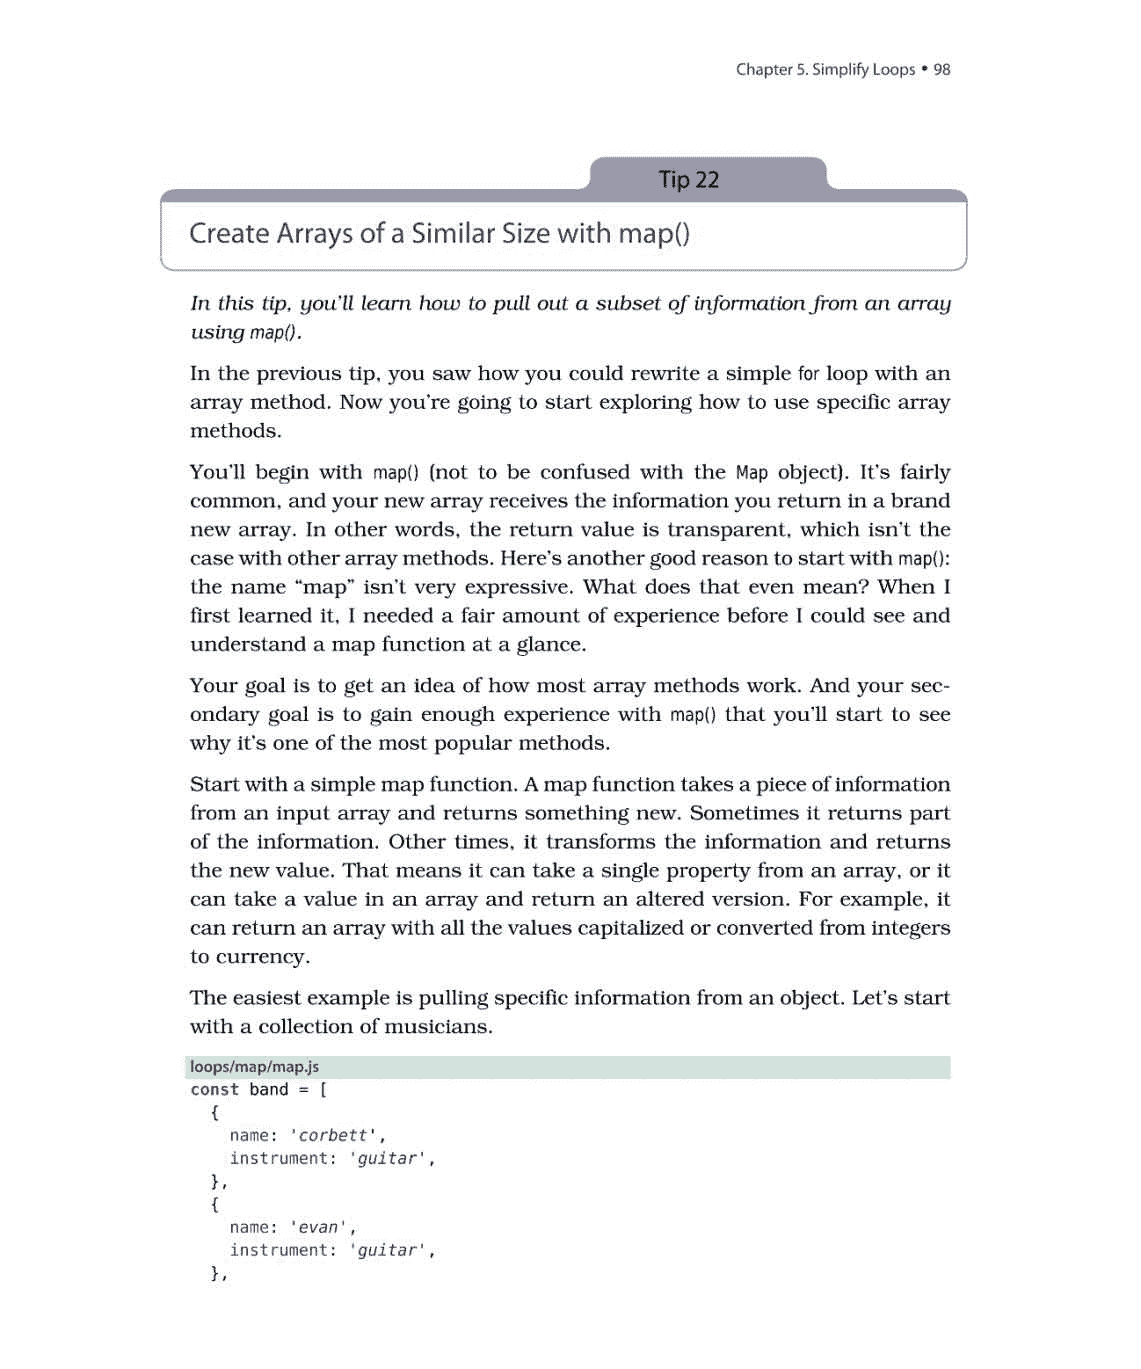 Chapter 5. Simplify Loops • 98
Tip 22
Create Arrays of a Similar Size with map()
In this tip, you'll learn how to pull out a subset of information from an array
using map().
In the previous tip, you saw how you could rewrite a simple for loop with an
array method. Now you're going to start exploring how to use specific array
methods.
You'll begin with map() (not to be confused with the Map object). It's fairly
common, and your new array receives the information you return in a brand
new array. In other words, the return value is transparent, which isn't the
case with other array methods. Here's another good reason to start with map():
the name “map” isn't very expressive. What does that even mean? When I
first learned it, I needed a fair amount of experience before I could see and
understand a map function at a glance.
Your goal is to get an idea of how most array methods work. And your sec-
ondary goal is to gain enough experience with map() that you'll start to see
why it's one of the most popular methods.
Start with a simple map function. A map function takes a piece of information
from an input array and returns something new. Sometimes it returns part
of the information. Other times, it transforms the information and returns
the new value. That means it can take a single property from an array, or it
can take a value in an array and return an altered version. For example, it
can return an array with all the values capitalized or converted from integers
to currency.
The easiest example is pulling specific information from an object. Let's start
with a collection of musicians.
loops/map/map.js
const band = [
  {
    name: 'corbett',
    instrument: 'guitar',
  },
  {
    name: 'evan',
    instrument: 'guitar',
  },